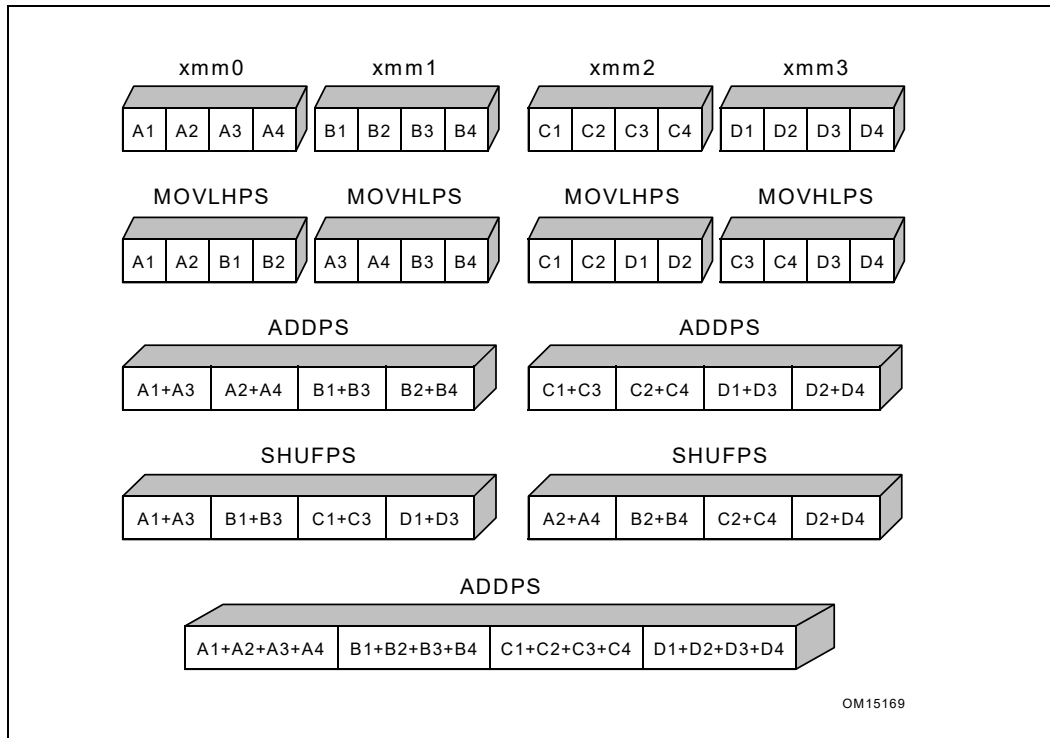 xmm0 xmm1 xmm2 xmm3
A1 A2 A3 A4 B1 B2 B3 B4 C1 C2 C3 C4 D1 D2 D3 D4
MOVLHPS MOVHLPS MOVLHPS MOVHLPS
A1 A2 B1 B2 A3 A4 B3 B4 C1 C2 D1 D2 C3 C4 D3 D4
ADDPS ADDPS
A1+A3 A2+A4 B1+B3 B2+B4 C1+C3 C2+C4 D1+D3 D2+D4
SHUFPS SHUFPS
A1+A3 B1+B3 C1+C3 D1+D3 A2+A4 B2+B4 C2+C4 D2+D4
ADDPS
A1+A2+A3+A4 B1+B2+B3+B4 C1+C2+C3+C4 D1+D2+D3+D4
OM15169